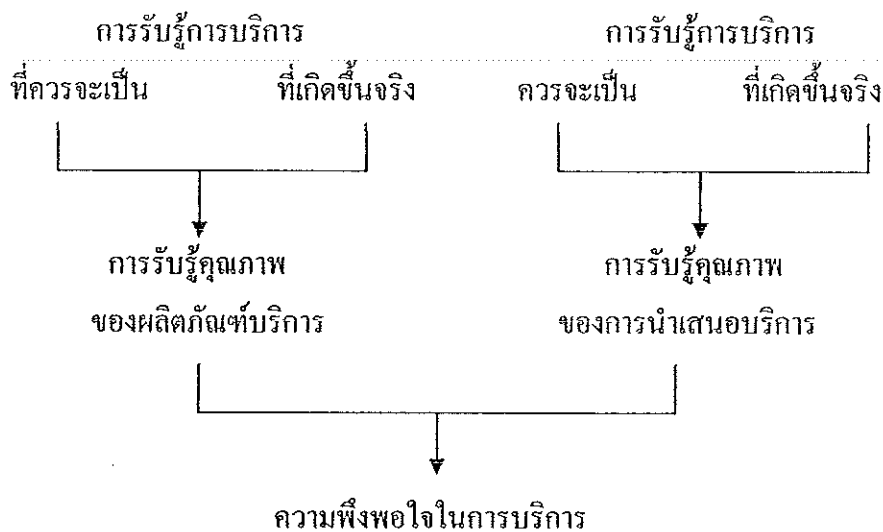 การรับรู้การบริการ การรับรู้การบริการ
ที่ควรจะเป็น ที่เกิดขึ้นจริง ควรจะเป็น ที่เกิดขึ้นจริง
การรับรู้คุณภาพ การรับรู้คุณภาพ
ของผลิตภัณฑ์บริการ ของการนำเสนอบริการ
ความพึงพอใจในการบริการ